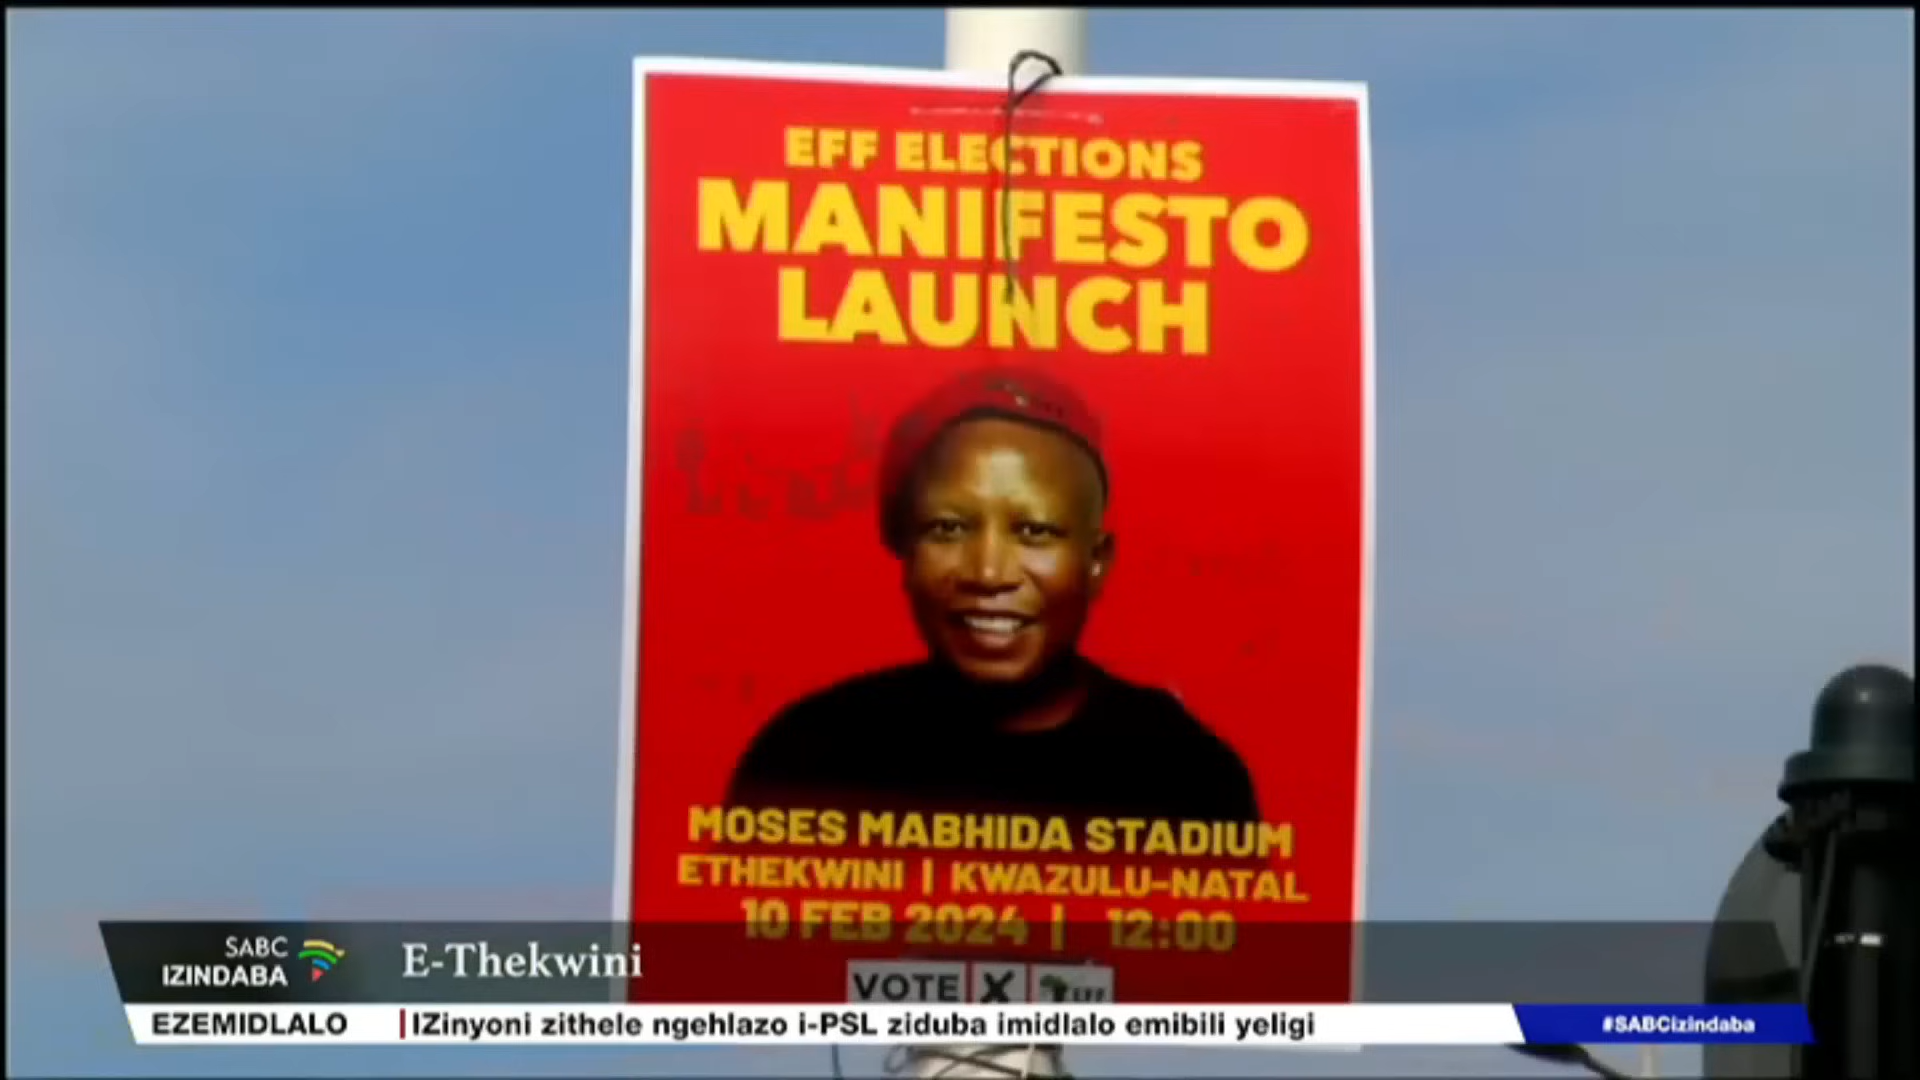 EFF ELECTIONS
MANIFESTO
LAUNCH
MOSES MABHIDA STADIUM
ETHEKWINI | KWAZULU-NATAL
10 FEB 2024 | 12:00
VOTE X EFF
SABC
IZINDABA
E-Thekwini
EZEMIDLALO
IZinyoni zithele ngehlazo i-PSL ziduba imidlalo emibili yeligi
#SABCizindaba